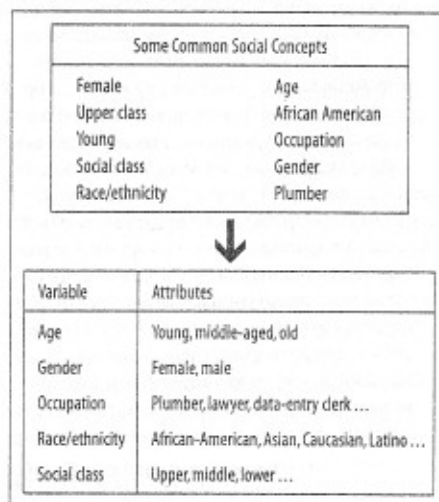 Some Common Social Concepts
Female Age
Upper class African American
Young Occupation
Social class Gender
Race/ethnicity Plumber
Variable Attributes
Age Young, middle-aged, old
Gender Female, male
Occupation Plumber, lawyer, data-entry clerk ...
Race/ethnicity African-American, Asian, Caucasian, Latino ...
Social class Upper, middle, lower ...